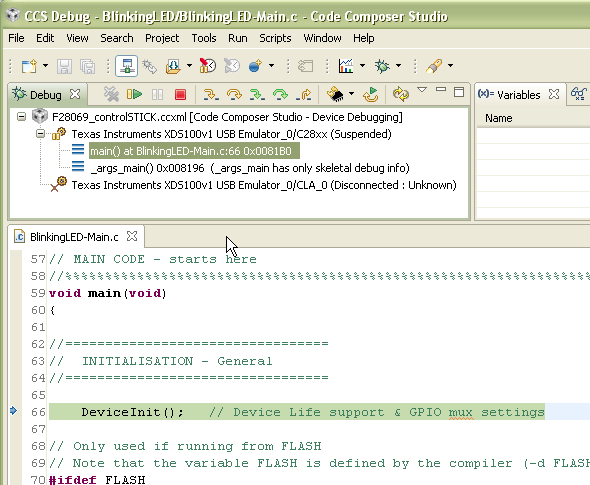 CCS Debug - BlinkingLED/BlinkingLED-Main.c - Code Composer Studio
File Edit View Search Project Tools Run Scripts Window Help
Debug
(x)= Variables
F28069_controlSTICK.ccxml [Code Composer Studio - Device Debugging]
Name
Texas Instruments XDS100v1 USB Emulator_0/C28xx (Suspended)
main() at BlinkingLED-Main.c:66 0x0081B0
_args_main() 0x008196 (_args_main has only skeletal debug info)
Texas Instruments XDS100v1 USB Emulator_0/CLA_0 (Disconnected : Unknown)
BlinkingLED-Main.c
57 // MAIN CODE - starts here
58 //%%%%%%%%%%%%%%%%%%%%%%%%%%%%%%%%%%%%%%%%%%%%%%%%%%%%%%%%%%%%%%%%%%
59 void main(void)
60 {
61
62 //=================================
63 //  INITIALISATION - General
64 //=================================
65
66     DeviceInit();   // Device Life support & GPIO mux settings
67
68 // Only used if running from FLASH
69 // Note that the variable FLASH is defined by the compiler (-d FLASH
70 #ifdef FLASH